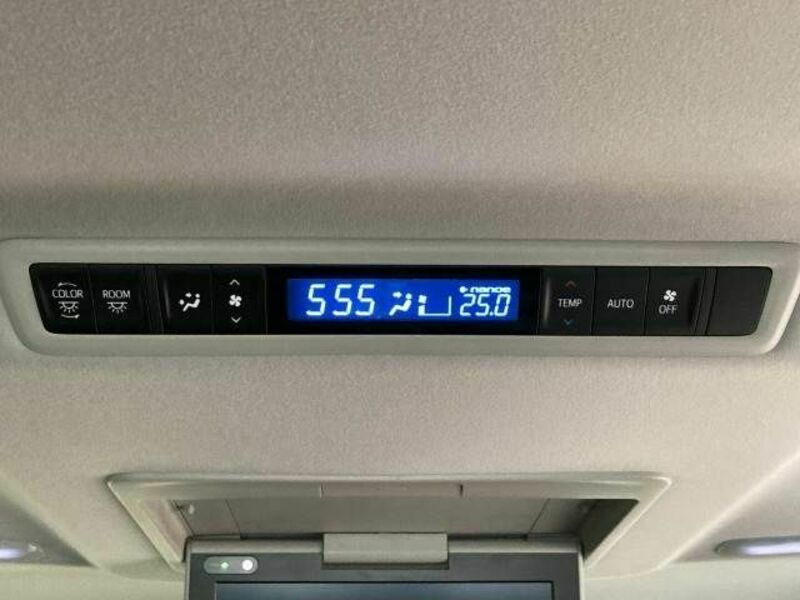 COLOR
ROOM
555
nanoe
25.0
TEMP
AUTO
OFF